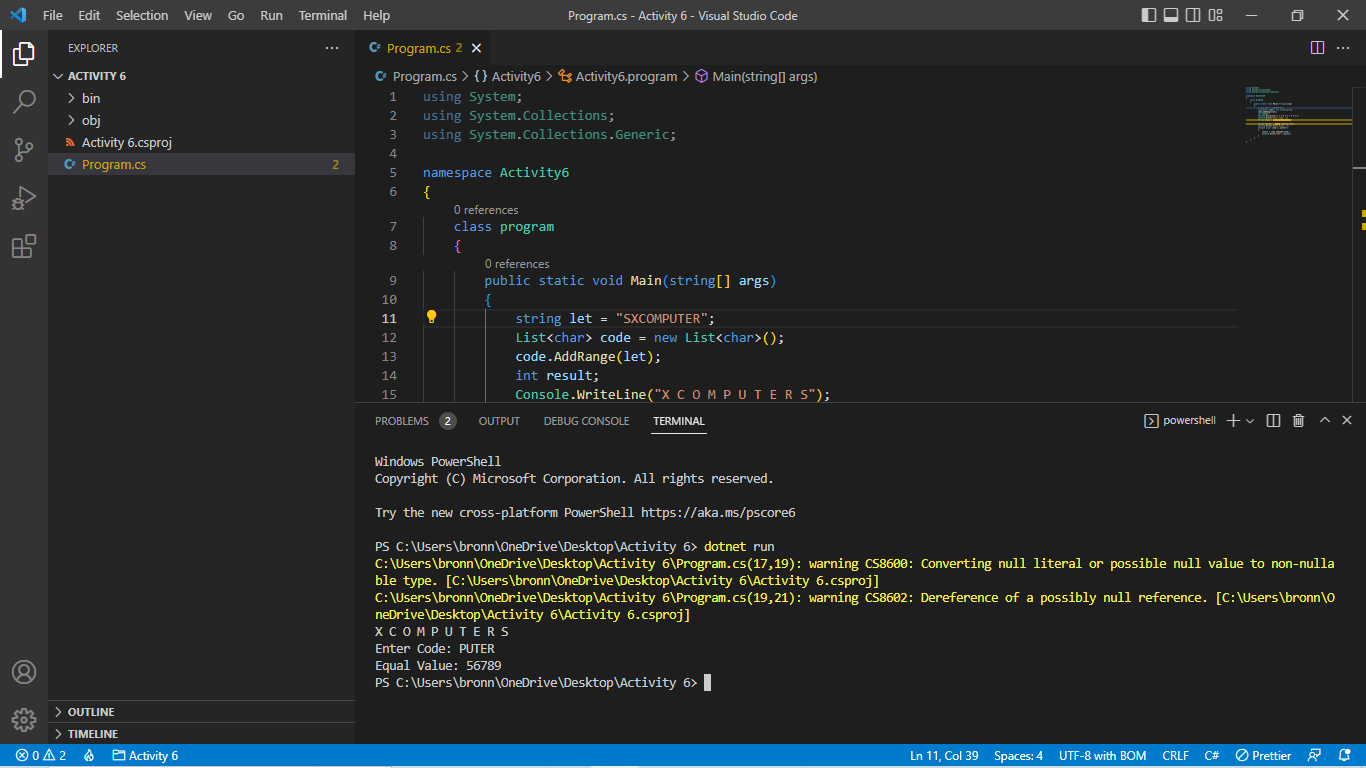 File Edit Selection View Go Run Terminal Help
Program.cs - Activity 6 - Visual Studio Code
EXPLORER
ACTIVITY 6
bin
obj
Activity 6.csproj
Program.cs 2
OUTLINE
TIMELINE
Program.cs 2
Program.cs > {} Activity6 > Activity6.program > Main(string[] args)
1 using System;
2 using System.Collections;
3 using System.Collections.Generic;
4
5 namespace Activity6
6 {
0 references
7 class program
8 {
0 references
9 public static void Main(string[] args)
10 {
11 string let = "SXCOMPUTER";
12 List<char> code = new List<char>();
13 code.AddRange(let);
14 int result;
15 Console.WriteLine("X C O M P U T E R S");
PROBLEMS 2 OUTPUT DEBUG CONSOLE TERMINAL
powershell
Windows PowerShell
Copyright (C) Microsoft Corporation. All rights reserved.
Try the new cross-platform PowerShell https://aka.ms/pscore6
PS C:\Users\bronn\OneDrive\Desktop\Activity 6> dotnet run
C:\Users\bronn\OneDrive\Desktop\Activity 6\Program.cs(17,19): warning CS8600: Converting null literal or possible null value to non-nulla
ble type. [C:\Users\bronn\OneDrive\Desktop\Activity 6\Activity 6.csproj]
C:\Users\bronn\OneDrive\Desktop\Activity 6\Program.cs(19,21): warning CS8602: Dereference of a possibly null reference. [C:\Users\bronn\O
neDrive\Desktop\Activity 6\Activity 6.csproj]
X C O M P U T E R S
Enter Code: PUTER
Equal Value: 56789
PS C:\Users\bronn\OneDrive\Desktop\Activity 6>
0 2 Activity 6
Ln 11, Col 39 Spaces: 4 UTF-8 with BOM CRLF C# Prettier